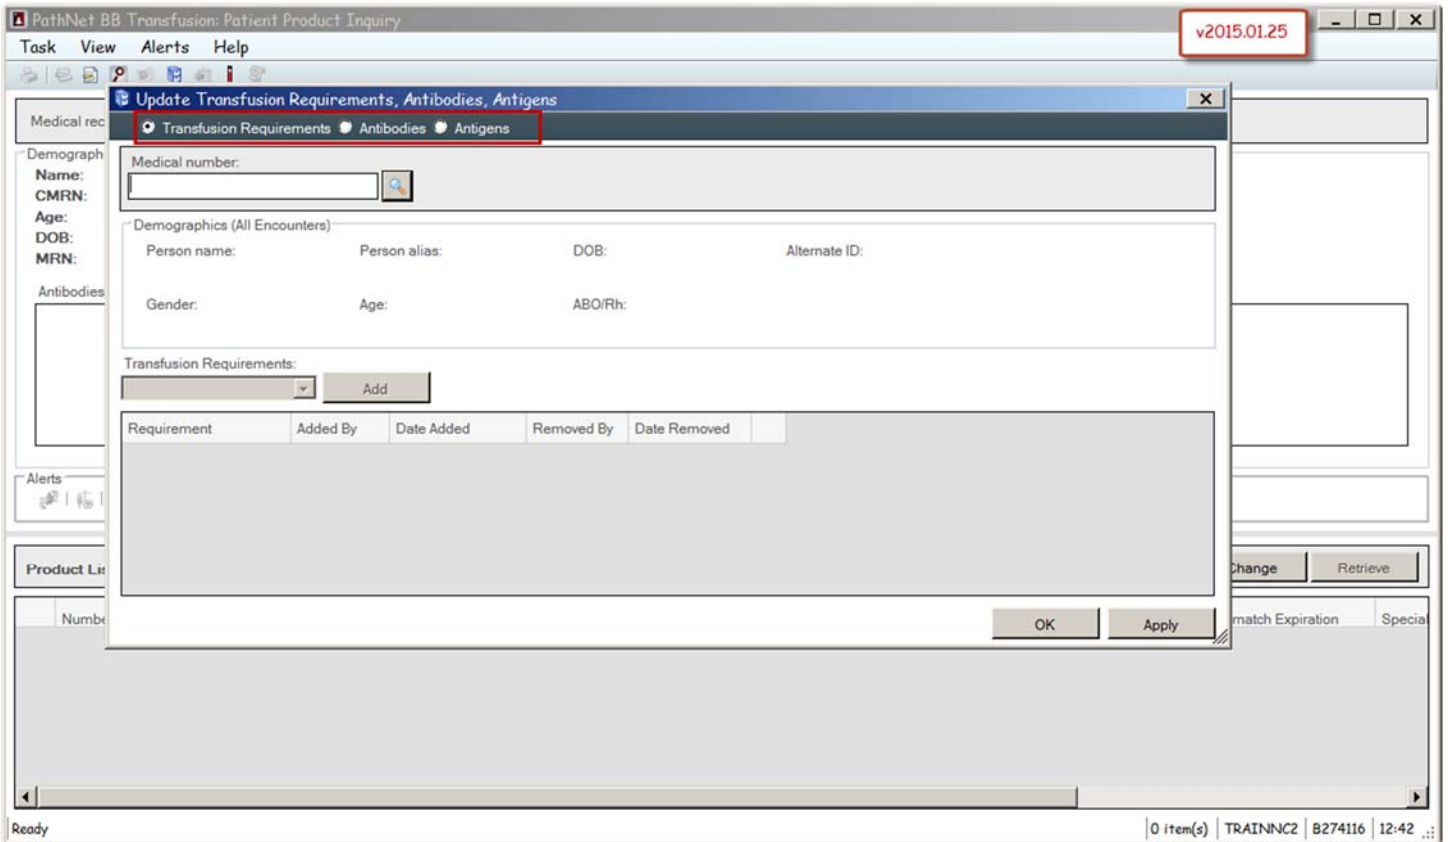 PathNet BB Transfusion: Patient Product Inquiry
v2015.01.25
Task View Alerts Help
Update Transfusion Requirements, Antibodies, Antigens
Transfusion Requirements Antibodies Antigens
Medical rec
Medical number:
Demograph
Name:
CMRN:
Age:
DOB:
MRN:
Antibodies
Demographics (All Encounters)
Person name: Person alias: DOB: Alternate ID:
Gender: Age: ABO/Rh:
Transfusion Requirements:
Add
Requirement Added By Date Added Removed By Date Removed
Alerts
Product Lis
Change Retrieve
OK Apply
Numbe
match Expiration Special
Ready
0 item(s) TRAINNC2 B274116 12:42